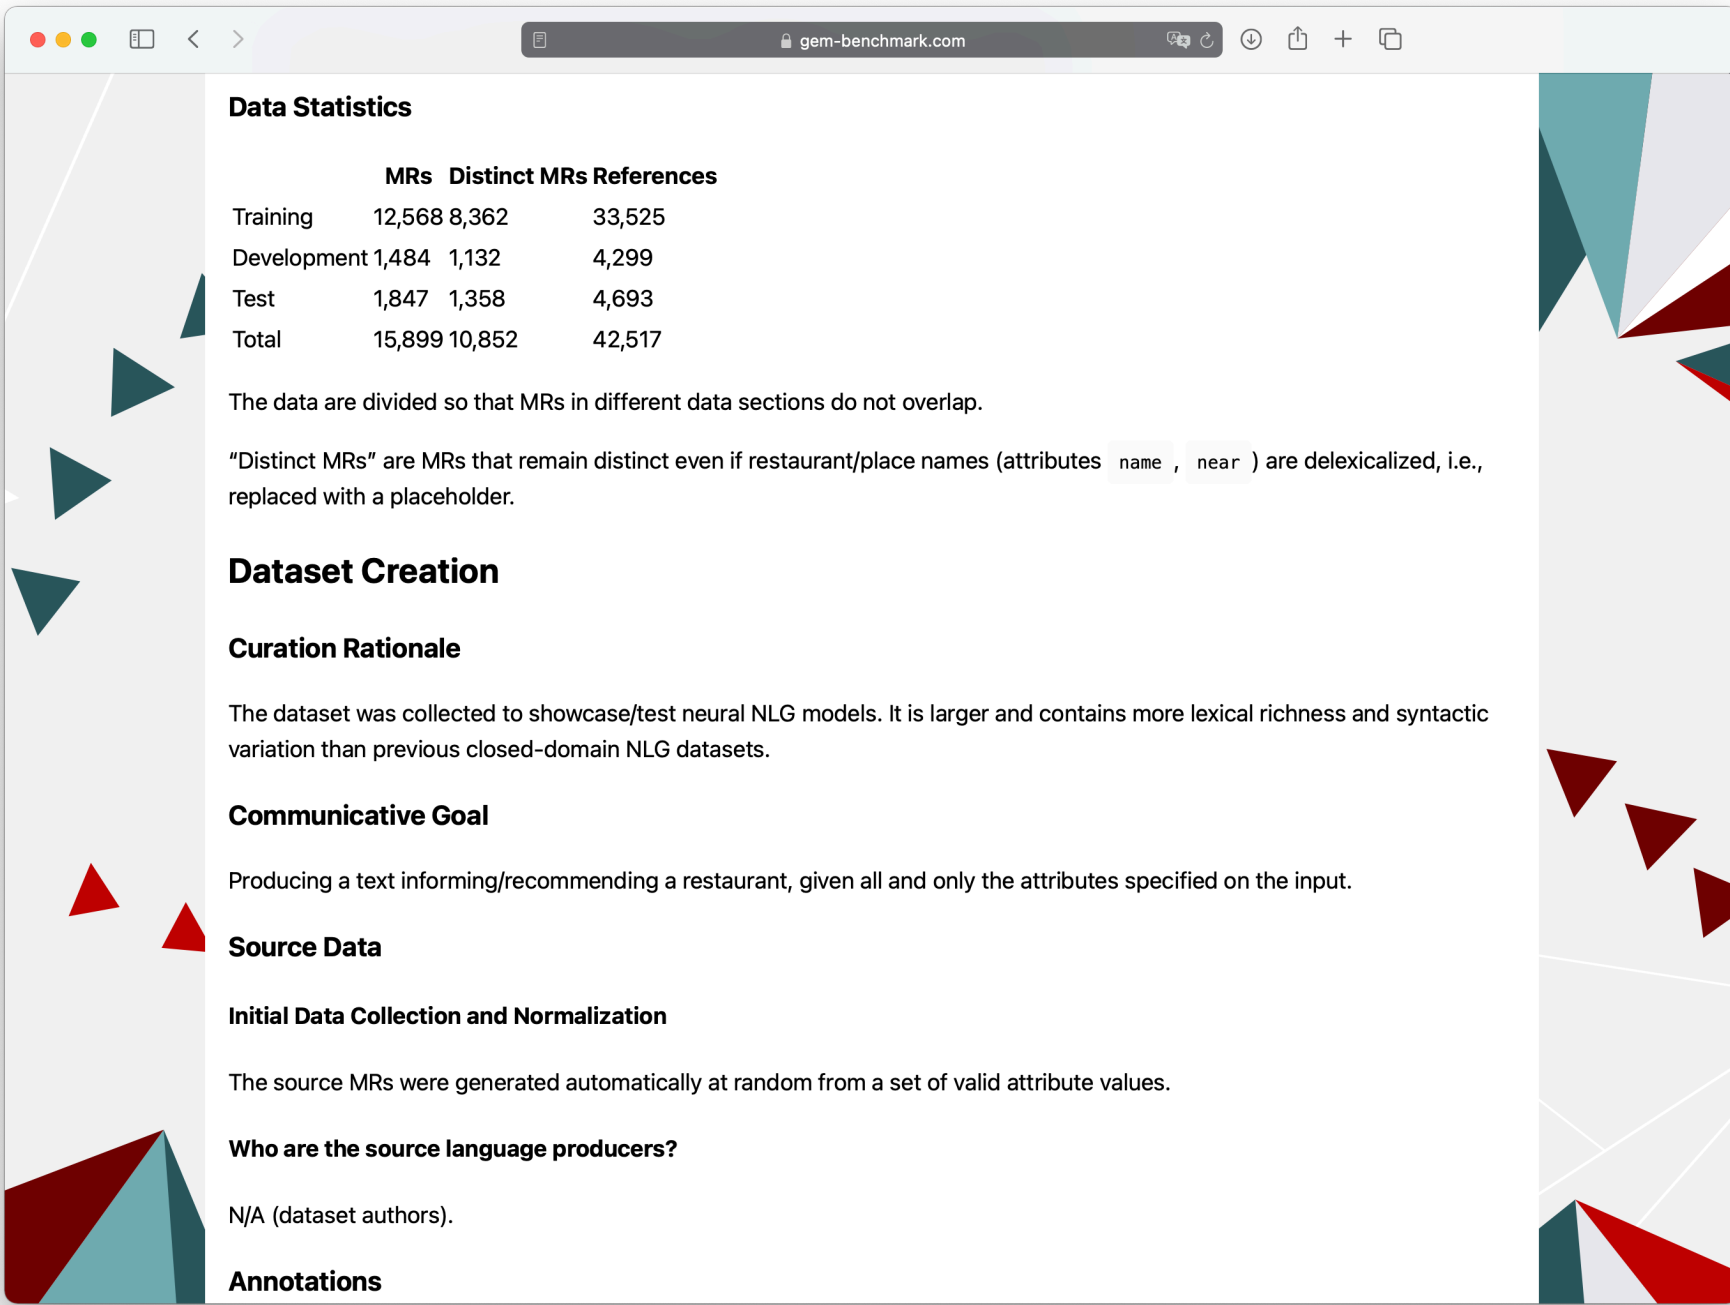 gem-benchmark.com
Data Statistics
MRs Distinct MRs References
Training 12,568 8,362 33,525
Development 1,484 1,132 4,299
Test 1,847 1,358 4,693
Total 15,899 10,852 42,517
The data are divided so that MRs in different data sections do not overlap.
“Distinct MRs” are MRs that remain distinct even if restaurant/place names (attributes name , near ) are delexicalized, i.e.,
replaced with a placeholder.
Dataset Creation
Curation Rationale
The dataset was collected to showcase/test neural NLG models. It is larger and contains more lexical richness and syntactic
variation than previous closed-domain NLG datasets.
Communicative Goal
Producing a text informing/recommending a restaurant, given all and only the attributes specified on the input.
Source Data
Initial Data Collection and Normalization
The source MRs were generated automatically at random from a set of valid attribute values.
Who are the source language producers?
N/A (dataset authors).
Annotations